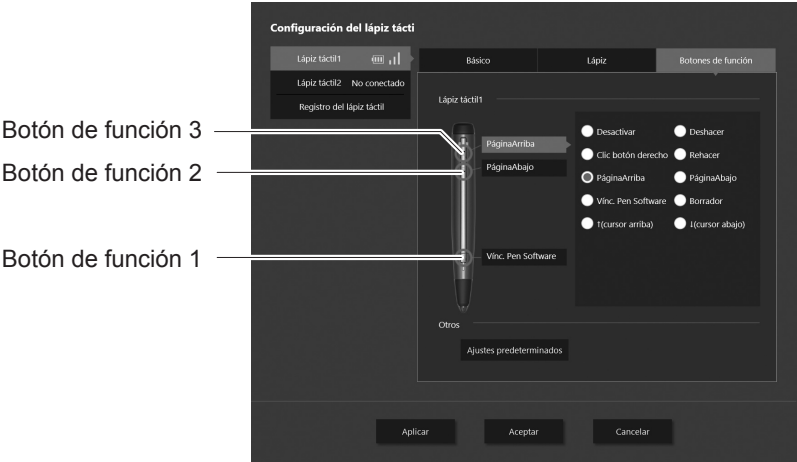 Configuración del lápiz tácti
Lápiz táctil1
Lápiz táctil2 No conectado
Registro del lápiz táctil
Básico Lápiz Botones de función
Lápiz táctil1
Botón de función 3
Botón de función 2
Botón de función 1
PáginaArriba
PáginaAbajo
Vínc. Pen Software
Desactivar Deshacer
Clic botón derecho Rehacer
PáginaArriba PáginaAbajo
Vínc. Pen Software Borrador
↑(cursor arriba) ↓(cursor abajo)
Otros
Ajustes predeterminados
Aplicar Aceptar Cancelar